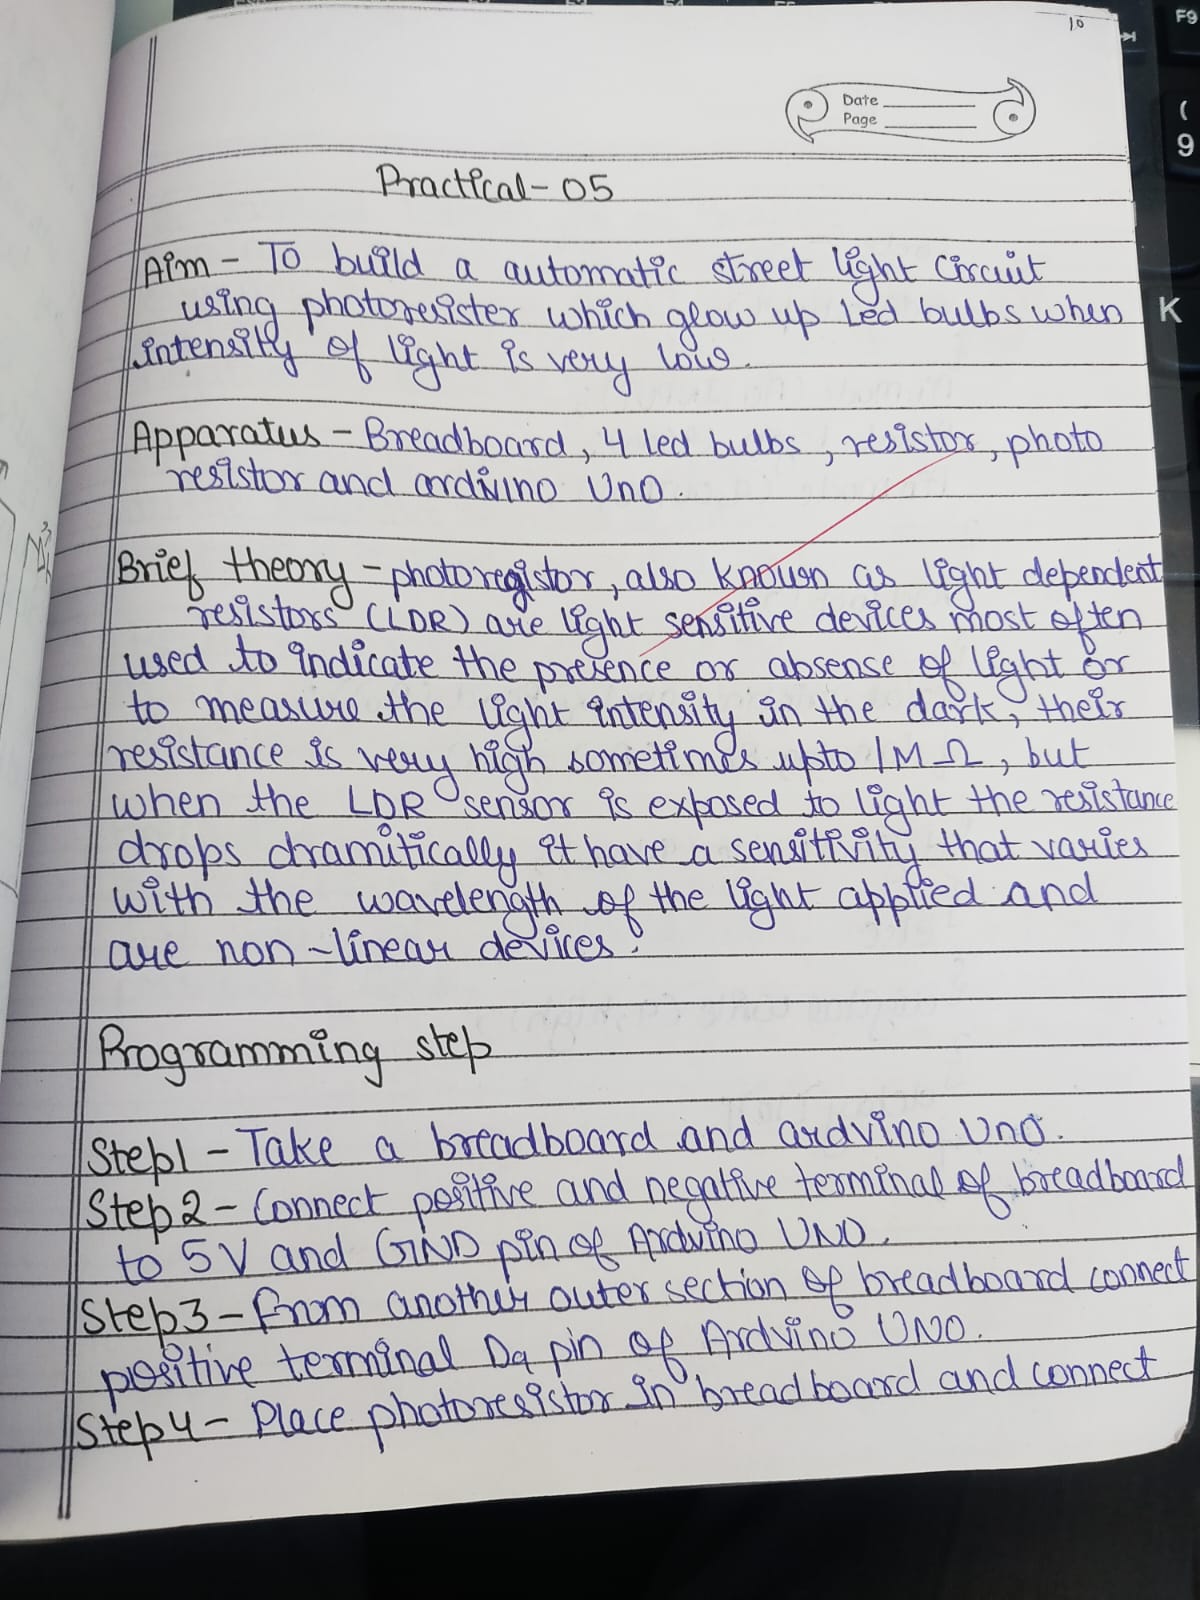 10
Date
Page
Practical-05
Aim - To build a automatic street light circuit
using photoresister which glow up Led bulbs when
intensity of light is very low.
Apparatus - Breadboard, 4 led bulbs, resistor, photo
resistor and arduino Uno.
Brief theory - photoregistor, also known as light dependent
resistors (LDR) are light sensitive devices most often
used to indicate the presence or absense of light or
to measure the light intensity in the dark, their
resistance is very high sometimes upto 1MΩ, but
when the LDR sensor is exposed to light the resistance
drops dramitically it have a sensitivity that varies
with the wavelength of the light applied and
are non-linear devices.
Programming step
Step1 - Take a breadboard and arduino Uno.
Step2 - Connect positive and negative terminal of breadboard
to 5V and GND pin of Arduino UNO.
Step3 - From another outer section of breadboard connect
positive terminal pin of Arduino UNO.
Step4 - Place photoresistor in breadboard and connect
F9
(
9
K